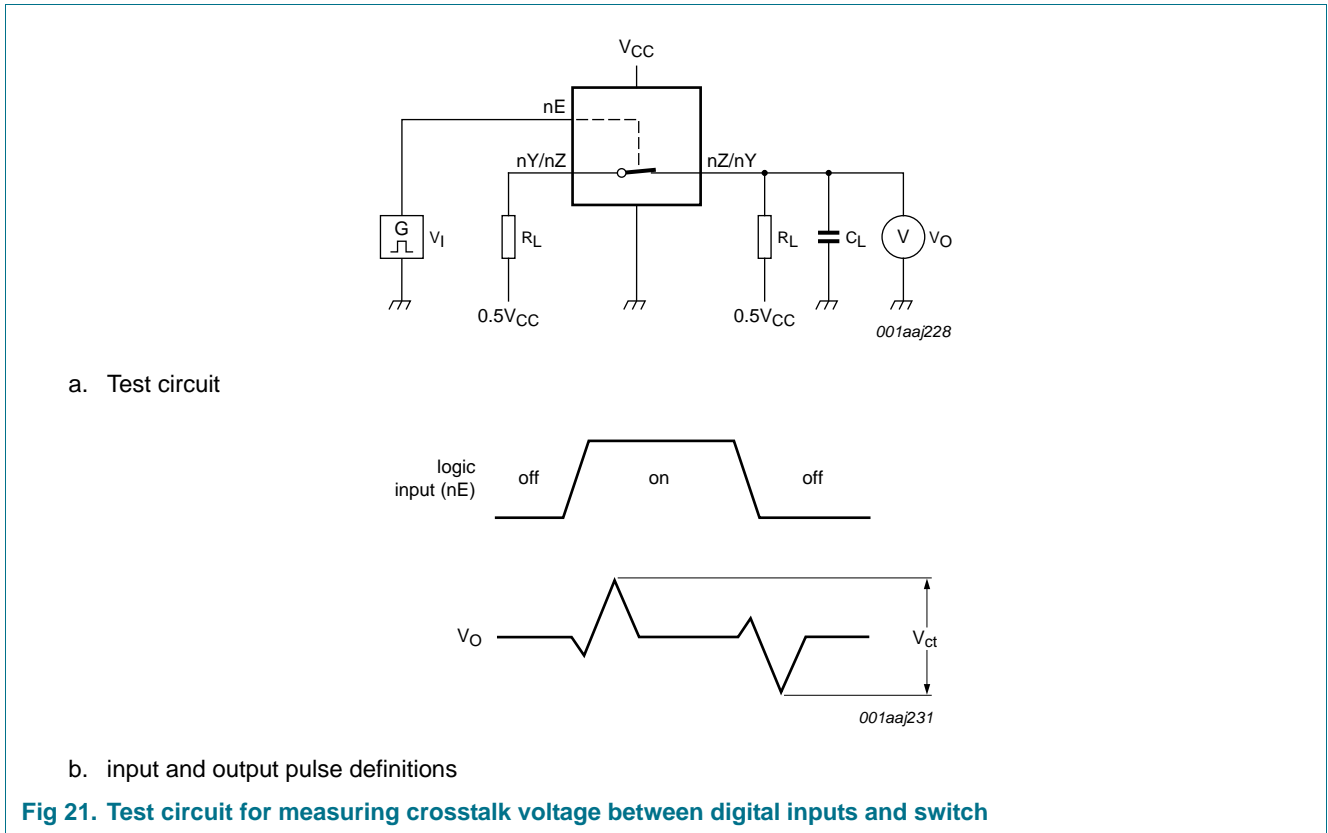 VCC
nE
nY/nZ
nZ/nY
G
VI
RL
RL
CL
V
VO
0.5VCC
0.5VCC
001aaj228
a. Test circuit
logic
input (nE)
off
on
off
VO
Vct
001aaj231
b. input and output pulse definitions
Fig 21. Test circuit for measuring crosstalk voltage between digital inputs and switch